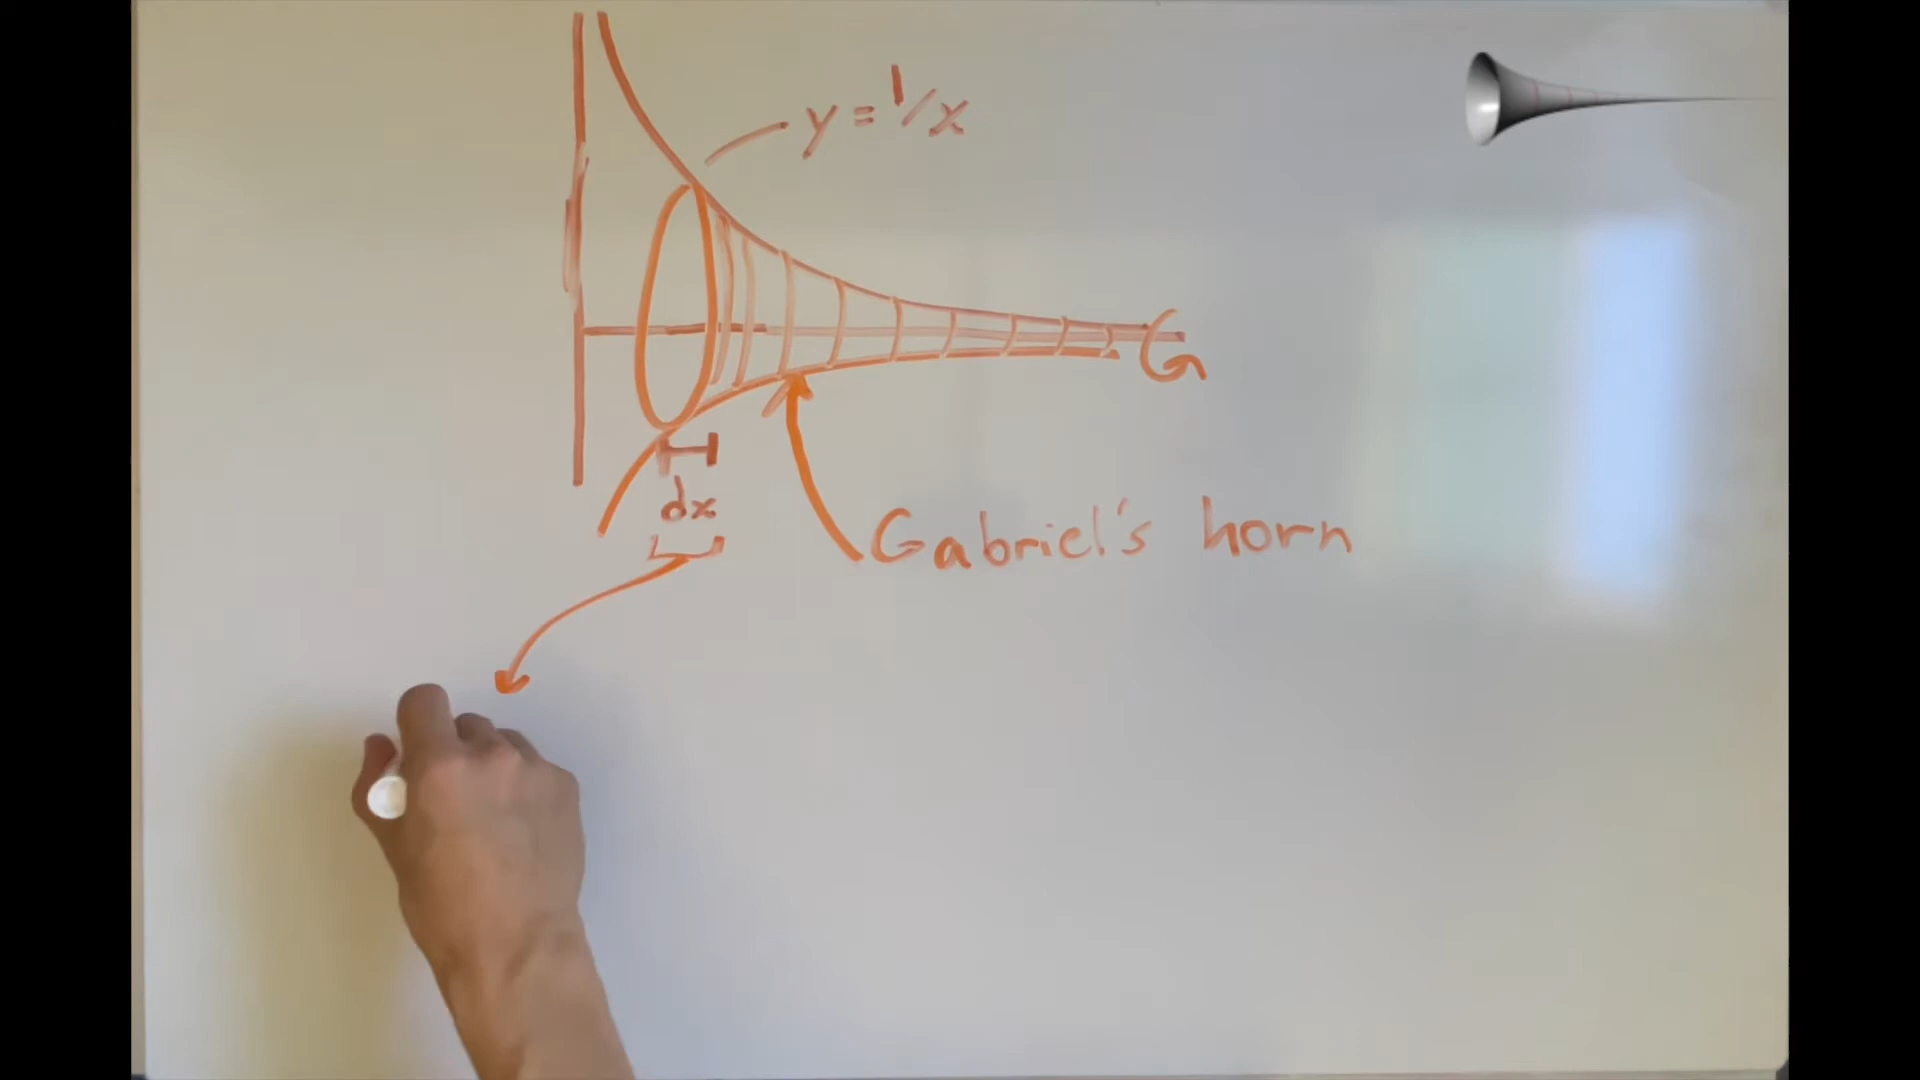 y = 1/x
G
dx
Gabriel's horn